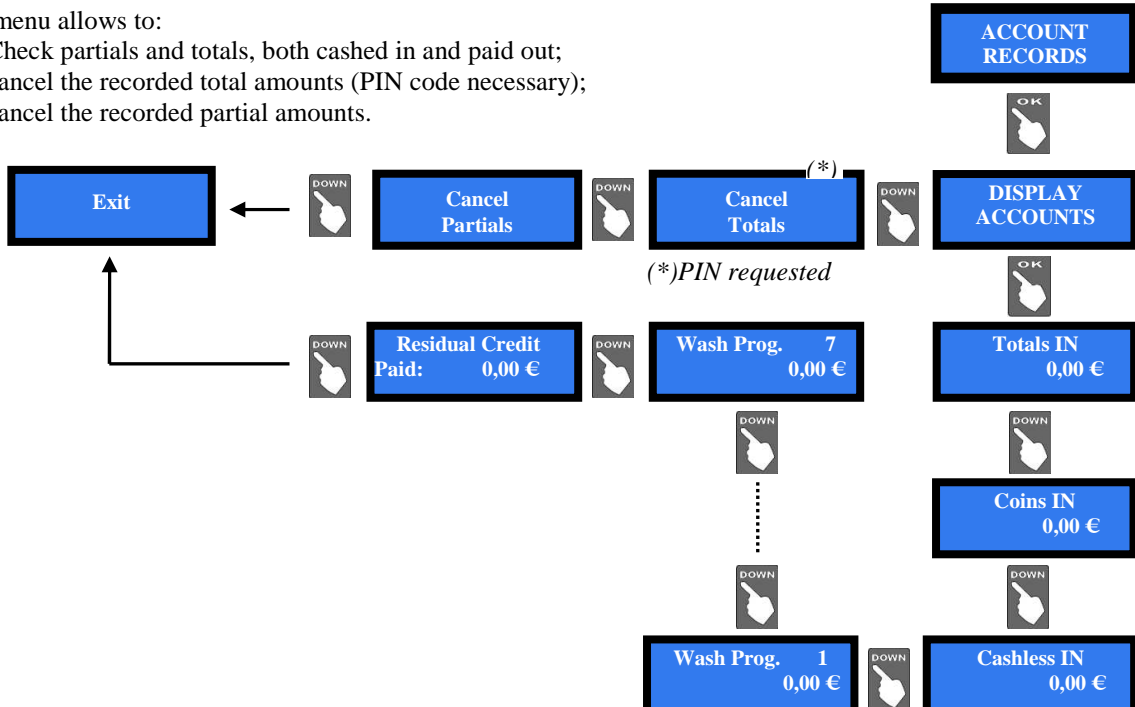 menu allows to:
Check partials and totals, both cashed in and paid out;
cancel the recorded total amounts (PIN code necessary);
cancel the recorded partial amounts.
ACCOUNT
RECORDS
OK
(*)
Exit
DOWN
Cancel
Partials
DOWN
Cancel
Totals
DOWN
DISPLAY
ACCOUNTS
(*)PIN requested
OK
DOWN
Residual Credit
Paid: 0,00 €
DOWN
Wash Prog. 7
0,00 €
Totals IN
0,00 €
DOWN
DOWN
Coins IN
0,00 €
DOWN
DOWN
Wash Prog. 1
0,00 €
DOWN
Cashless IN
0,00 €